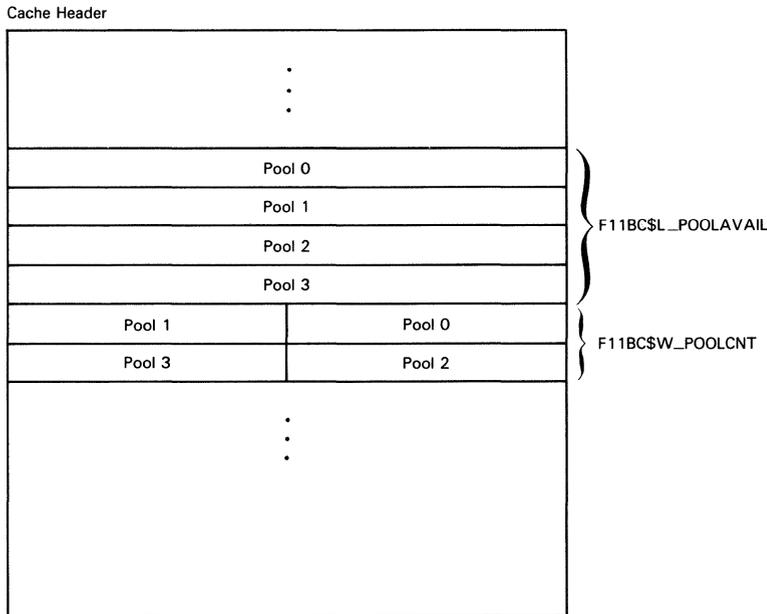 Cache Header
Pool 0
Pool 1
Pool 2
Pool 3
F11BC$L_POOLAVAIL
Pool 1 Pool 0
Pool 3 Pool 2
F11BC$W_POOLCNT